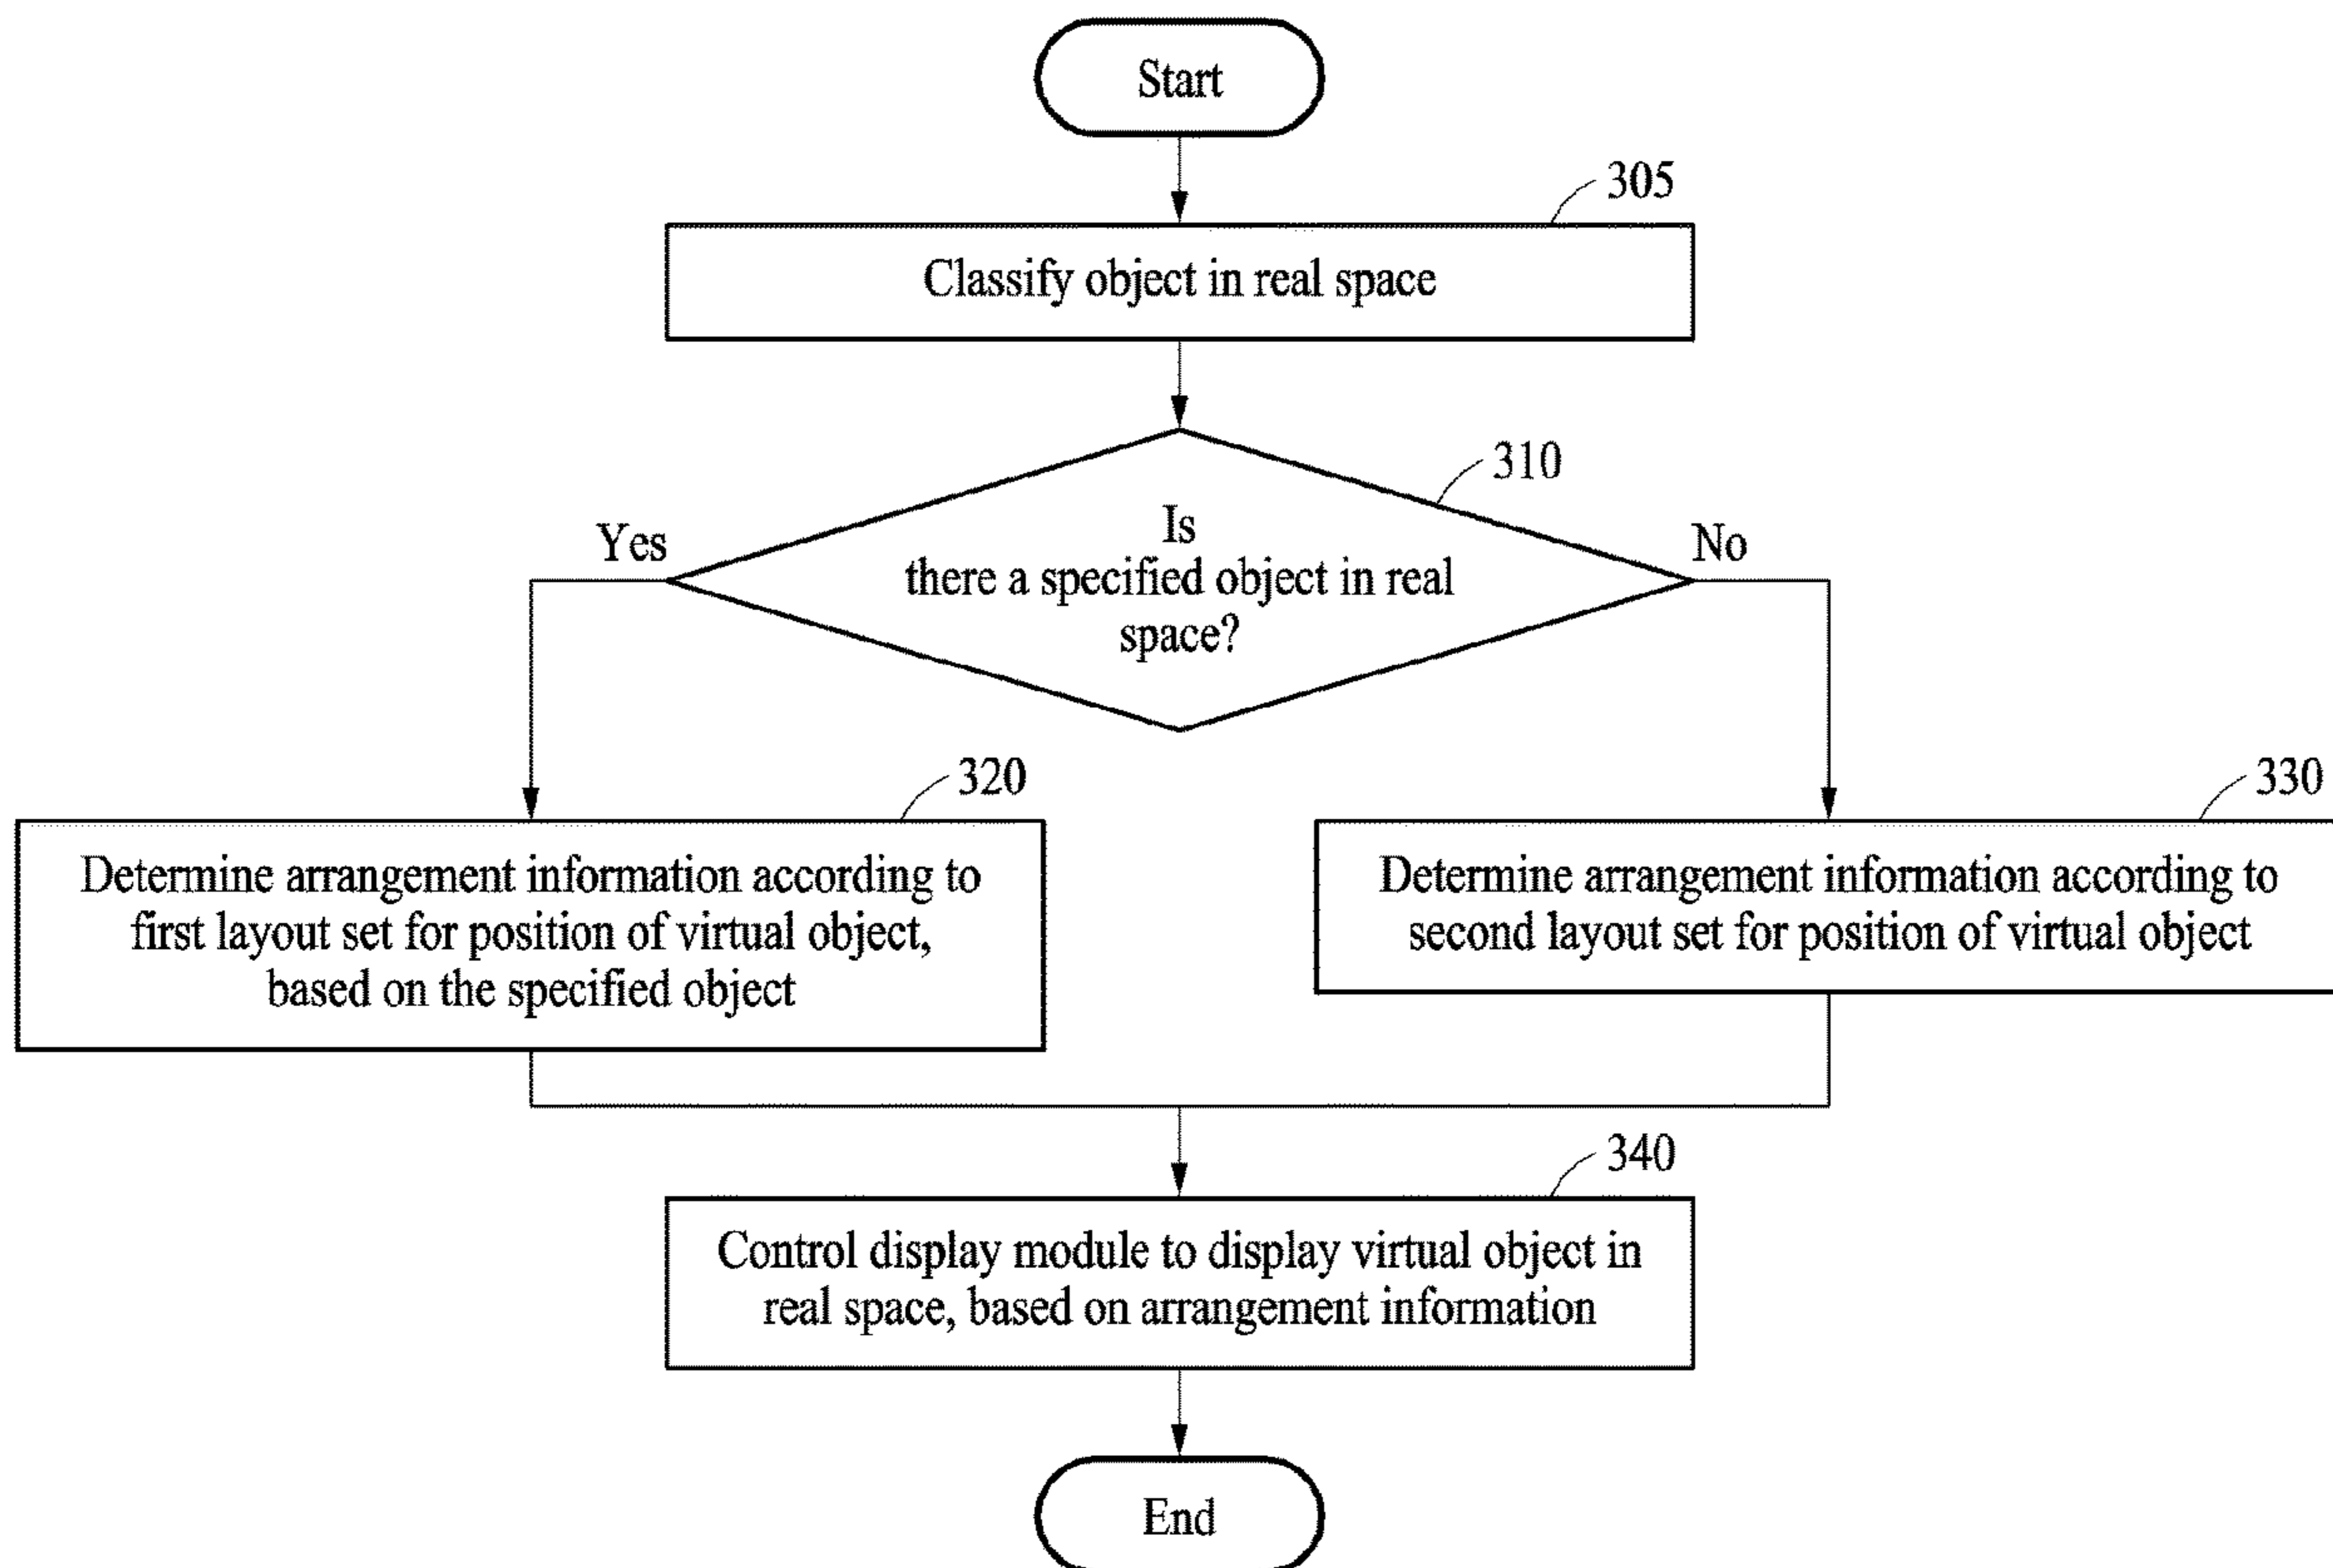 Start
305
Classify object in real space
310
Is
there a specified object in real
space?
Yes
No
320
Determine arrangement information according to
first layout set for position of virtual object,
based on the specified object
330
Determine arrangement information according to
second layout set for position of virtual object
340
Control display module to display virtual object in
real space, based on arrangement information
End